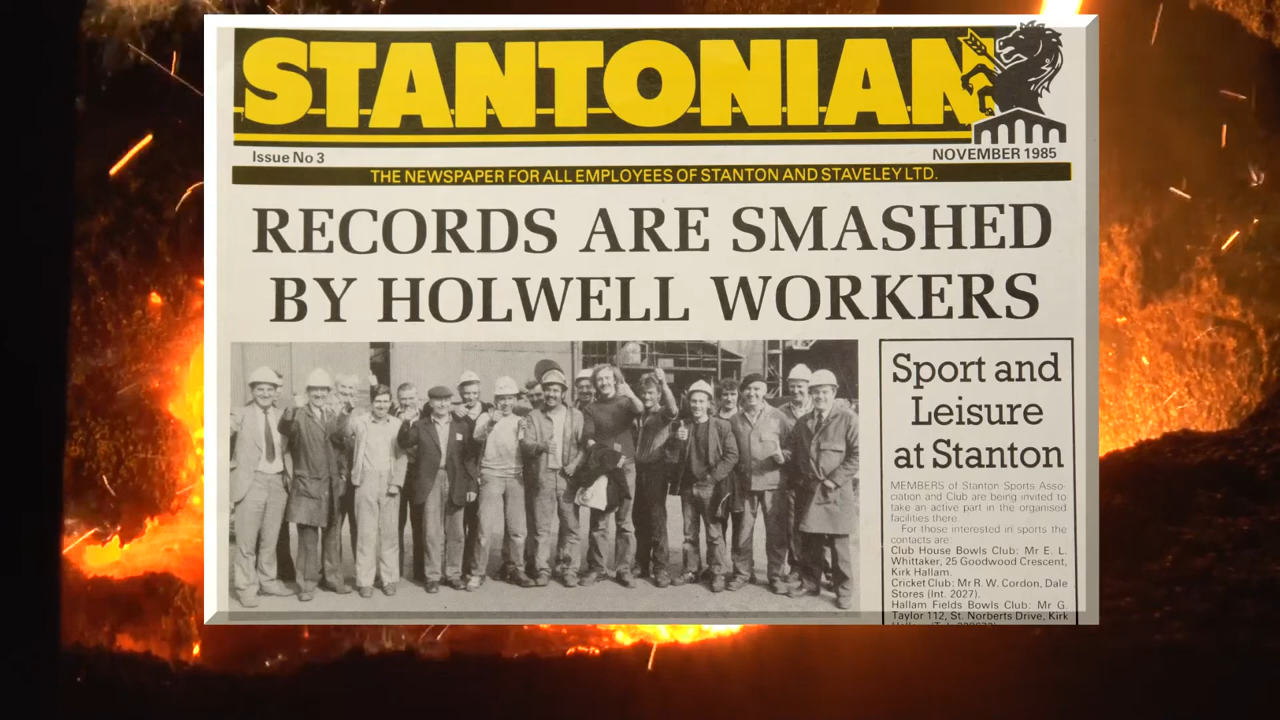 STANTONIAN
Issue No 3
NOVEMBER 1985
THE NEWSPAPER FOR ALL EMPLOYEES OF STANTON AND STAVELEY LTD.
RECORDS ARE SMASHED
BY HOLWELL WORKERS
Sport and
Leisure
at Stanton
MEMBERS of Stanton Sports Asso-
ciation and Club are being invited to
take an active part in the organised
facilities there.
For those interested in sports the
contacts are
Club House Bowls Club: Mr E. L.
Whittaker, 25 Goodwood Crescent,
Kirk Hallam.
Cricket Club: Mr R. W. Cordon, Dale
Stores (Int. 2027).
Hallam Fields Bowls Club: Mr G.
Taylor 112, St. Norberts Drive, Kirk